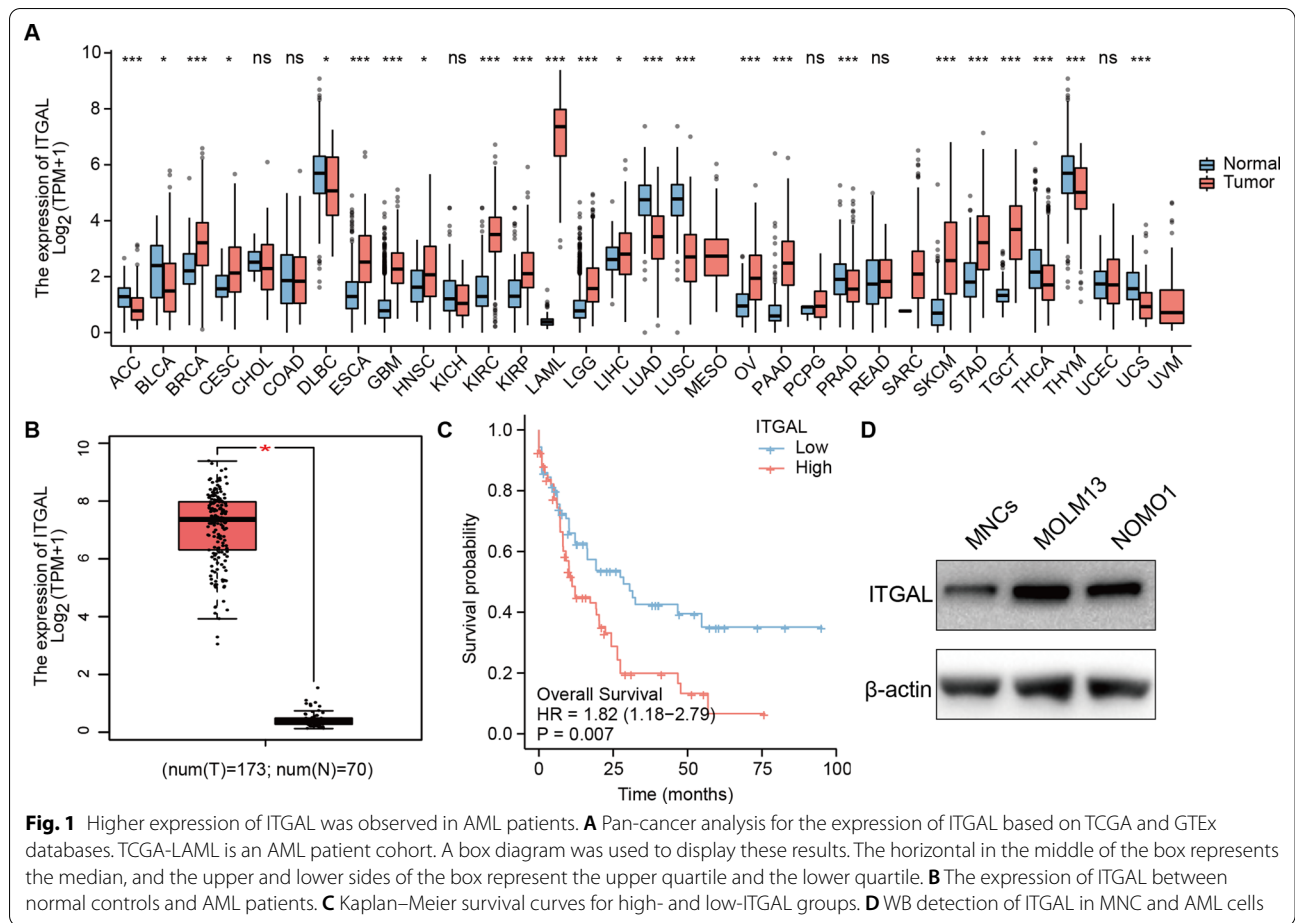 A
The expression of ITGAL
Log2 (TPM+1)
10
8
6
4
2
0
*** * *** * ns ns * *** *** * ns *** *** *** *** * *** *** *** *** ns *** ns *** *** *** *** *** ns ***
Normal
Tumor
ACC BLCA BRCA CESC CHOL COAD DLBC ESCA GBM HNSC KICH KIRC KIRP LAML LGG LIHC LUAD LUSC MESO OV PAAD PCPG PRAD READ SARC SKCM STAD TGCT THCA THYM UCEC UCS UVM
B
The expression of ITGAL
Log2 (TPM+1)
10
8
6
4
2
0
*
(num(T)=173; num(N)=70)
C
ITGAL
Low
High
Survival probability
1.0
0.8
0.6
0.4
0.2
0.0
Overall Survival
HR = 1.82 (1.18−2.79)
P = 0.007
0 25 50 75 100
Time (months)
D
MNCs MOLM13 NOMO1
ITGAL
β-actin
Fig. 1 Higher expression of ITGAL was observed in AML patients. A Pan-cancer analysis for the expression of ITGAL based on TCGA and GTEx
databases. TCGA-LAML is an AML patient cohort. A box diagram was used to display these results. The horizontal in the middle of the box represents
the median, and the upper and lower sides of the box represent the upper quartile and the lower quartile. B The expression of ITGAL between
normal controls and AML patients. C Kaplan–Meier survival curves for high- and low-ITGAL groups. D WB detection of ITGAL in MNC and AML cells